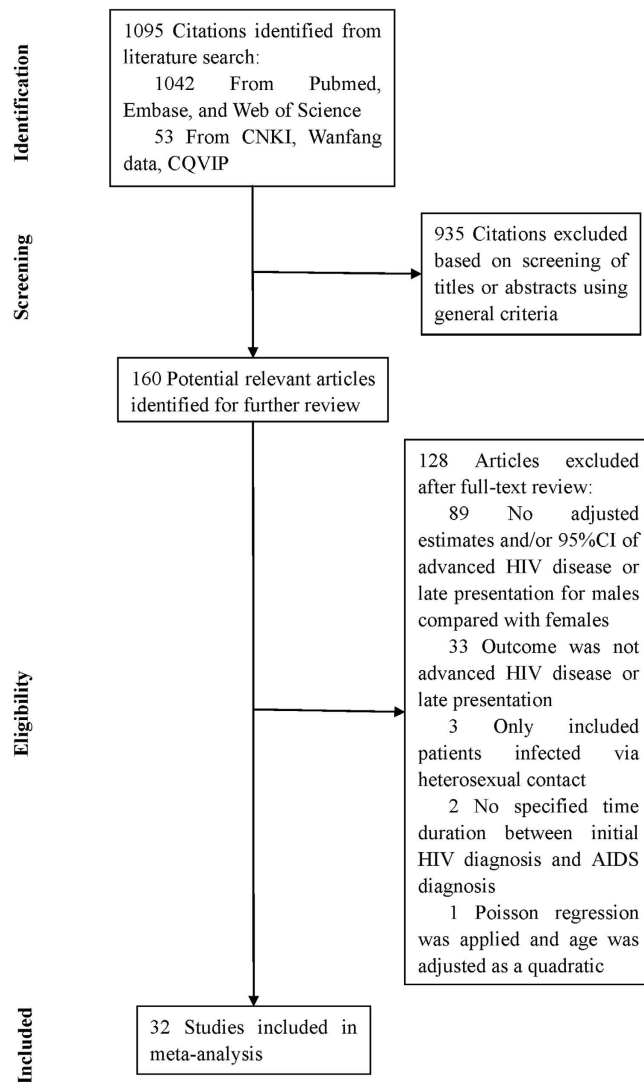 Identification
1095 Citations identified from
literature search:
1042 From Pubmed,
Embase, and Web of Science
53 From CNKI, Wanfang
data, CQVIP
Screening
935 Citations excluded
based on screening of
titles or abstracts using
general criteria
160 Potential relevant articles
identified for further review
Eligibility
128 Articles excluded
after full-text review:
89 No adjusted
estimates and/or 95%CI of
advanced HIV disease or
late presentation for males
compared with females
33 Outcome was not
advanced HIV disease or
late presentation
3 Only included
patients infected via
heterosexual contact
2 No specified time
duration between initial
HIV diagnosis and AIDS
diagnosis
1 Poisson regression
was applied and age was
adjusted as a quadratic
Included
32 Studies included in
meta-analysis